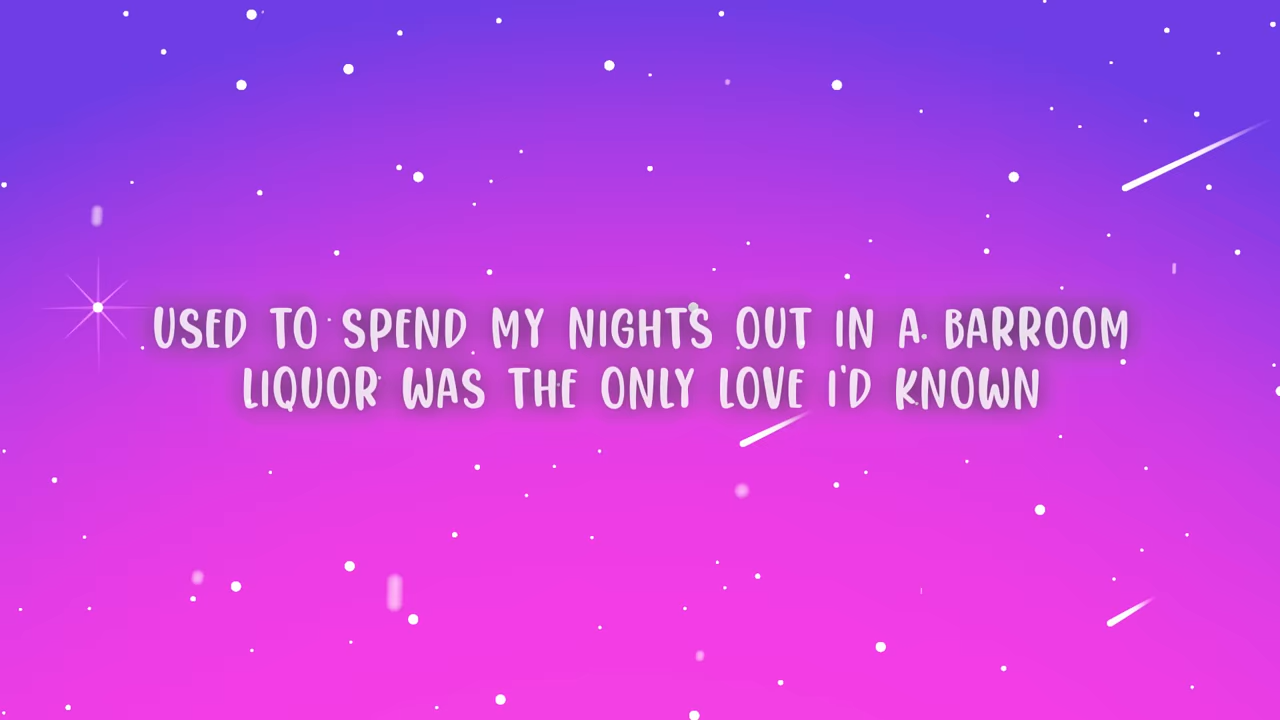 USED TO SPEND MY NIGHTS OUT IN A BARROOM
LIQUOR WAS THE ONLY LOVE I'D KNOWN